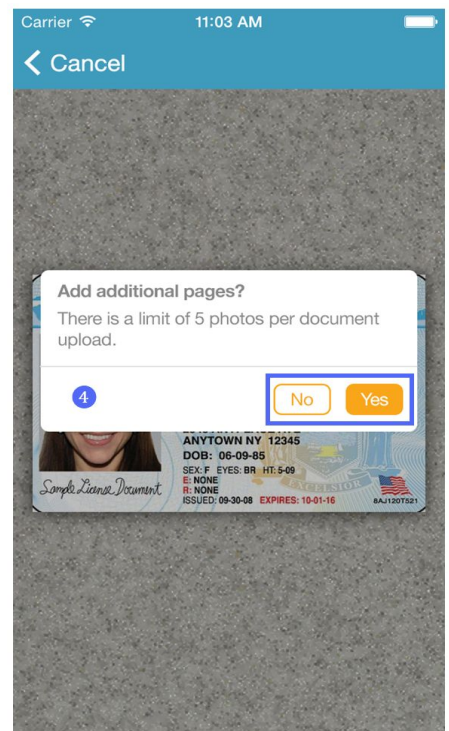 Carrier 11:03 AM
Cancel
Add additional pages?
There is a limit of 5 photos per document
upload.
4
No Yes
ANYTOWN NY 12345
DOB: 06-09-85
SEX: F EYES: BR HT: 5-09
E: NONE
R: NONE
ISSUED: 09-30-08 EXPIRES: 10-01-16
Sample License Document
EXCELSIOR
8AJ120T521